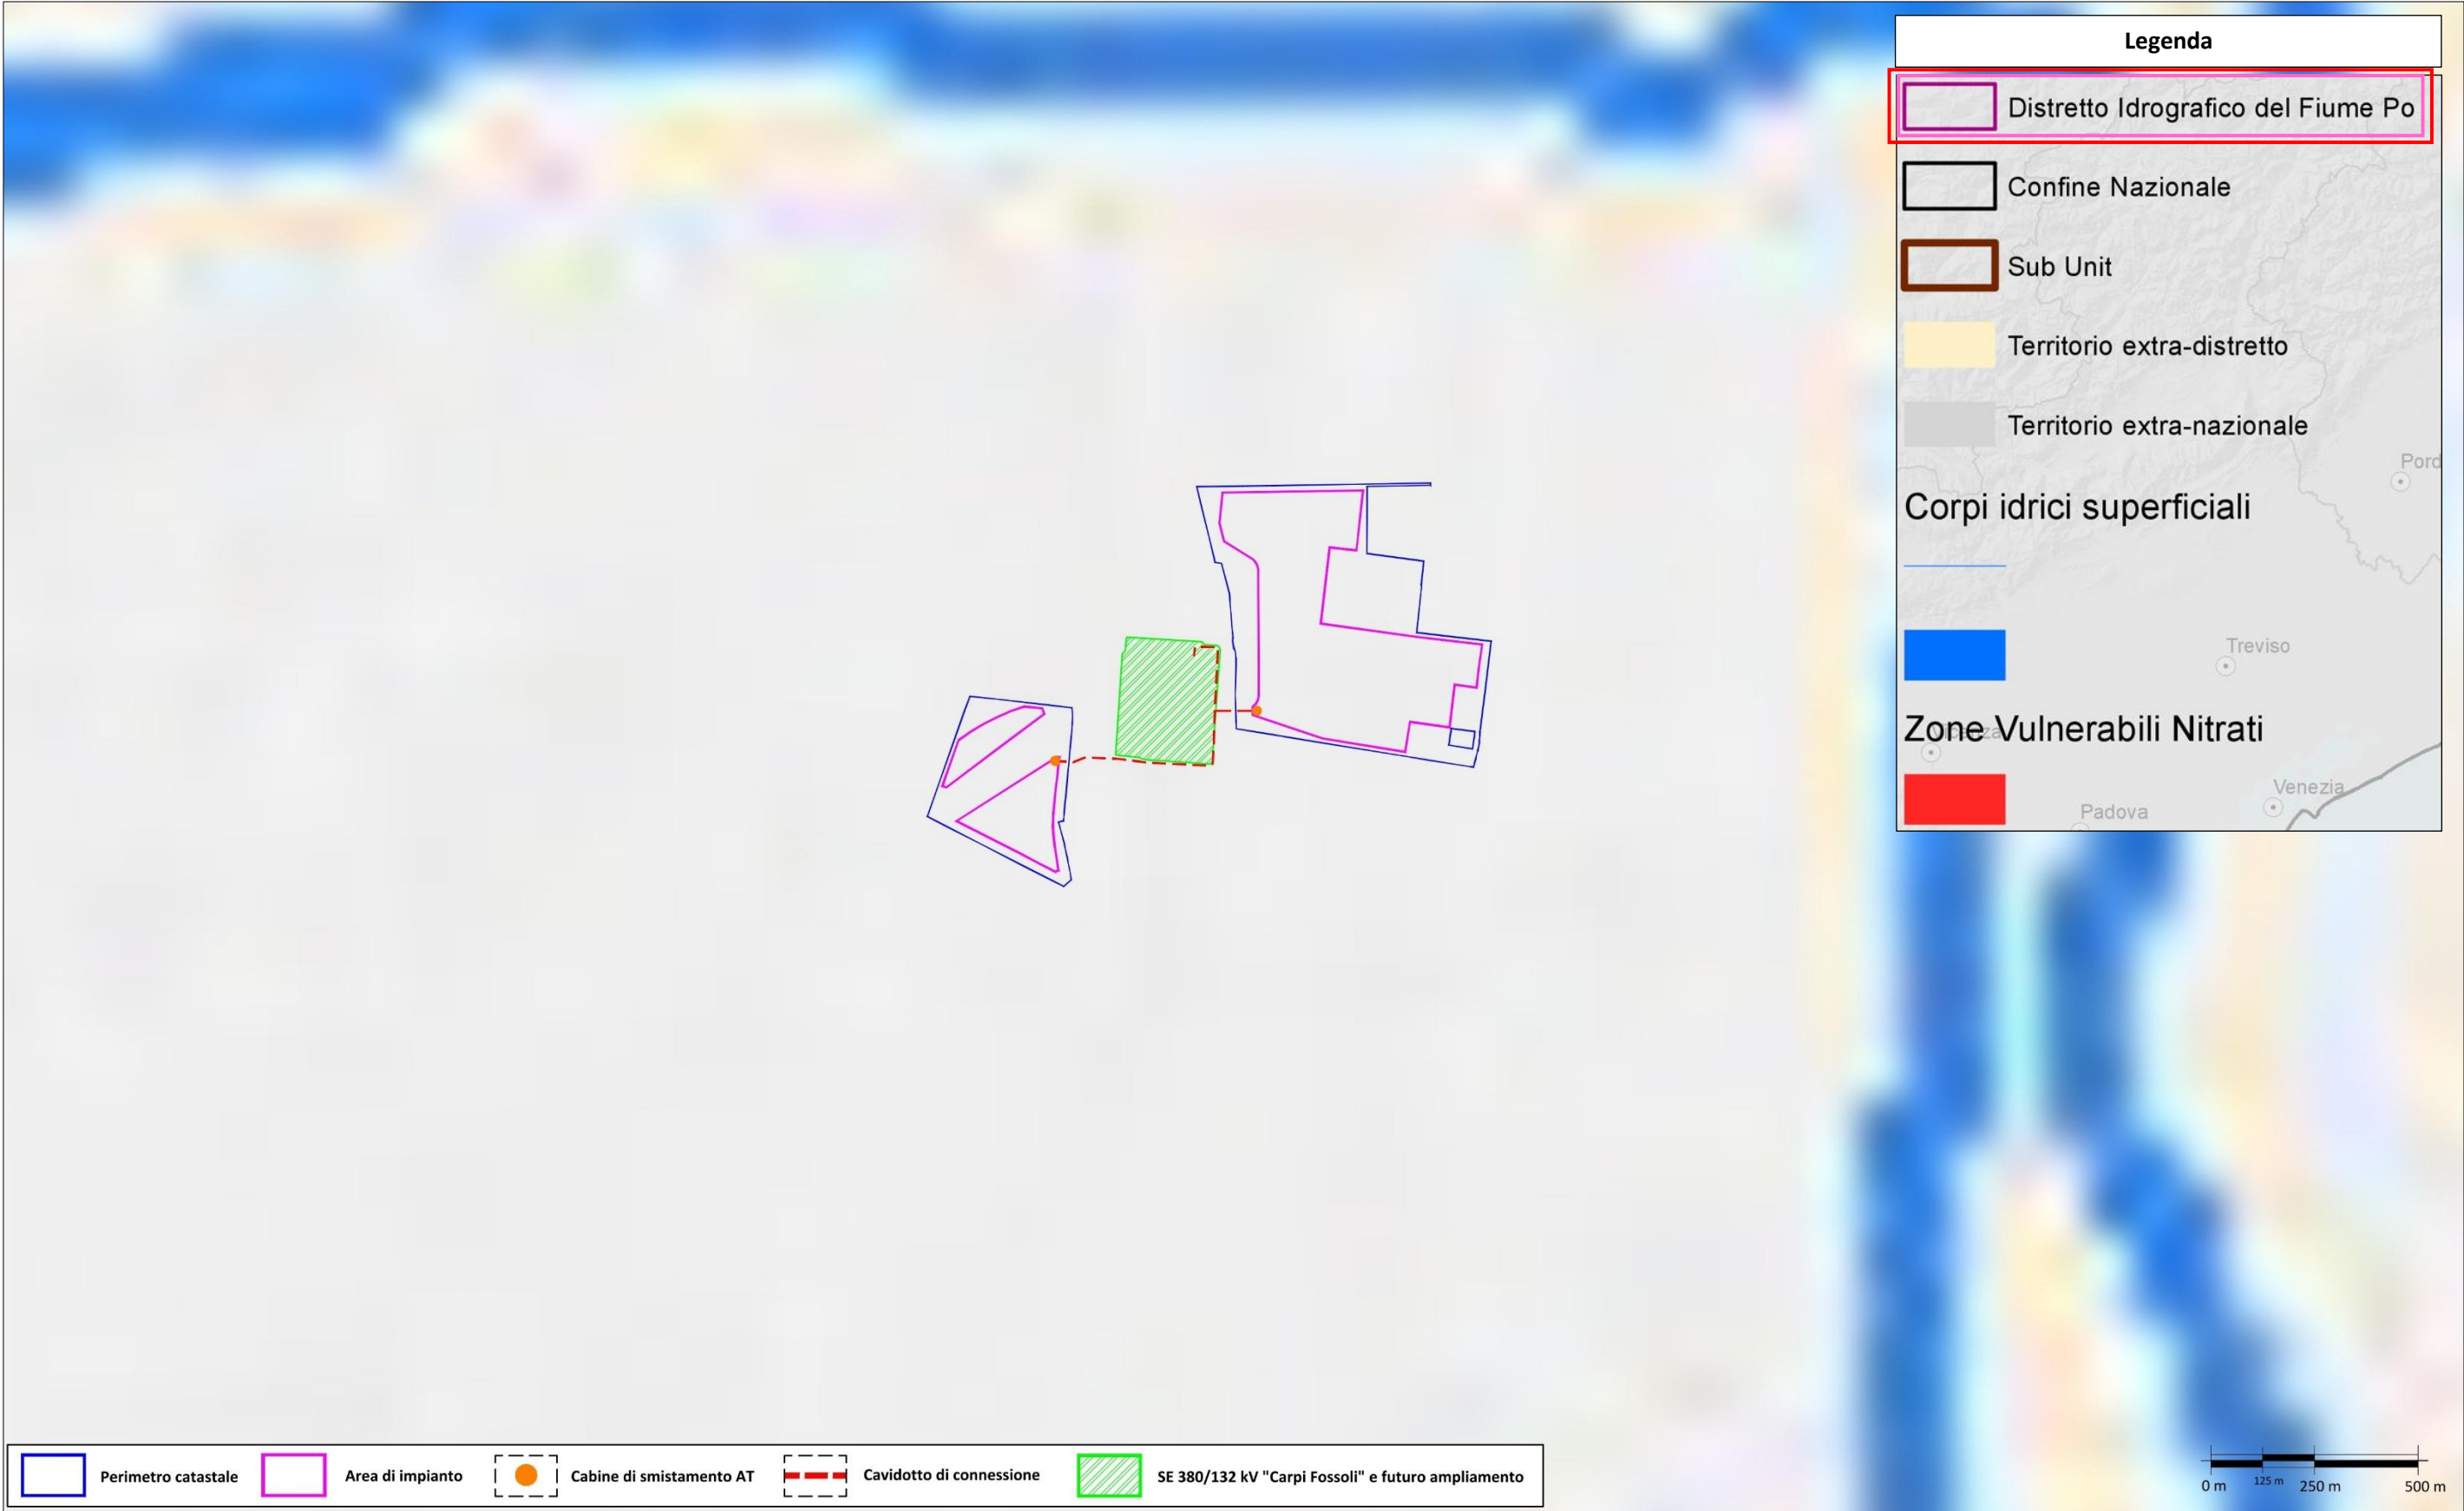 Legenda
Distretto Idrografico del Fiume Po
Confine Nazionale
Sub Unit
Territorio extra-distretto
Territorio extra-nazionale
Pord
Corpi idrici superficiali
Treviso
Zone Vulnerabili Nitrati
Vicenza
Venezia
Padova
Perimetro catastale
Area di impianto
Cabine di smistamento AT
Cavidotto di connessione
SE 380/132 kV "Carpi Fossoli" e futuro ampliamento
0 m 125 m 250 m 500 m